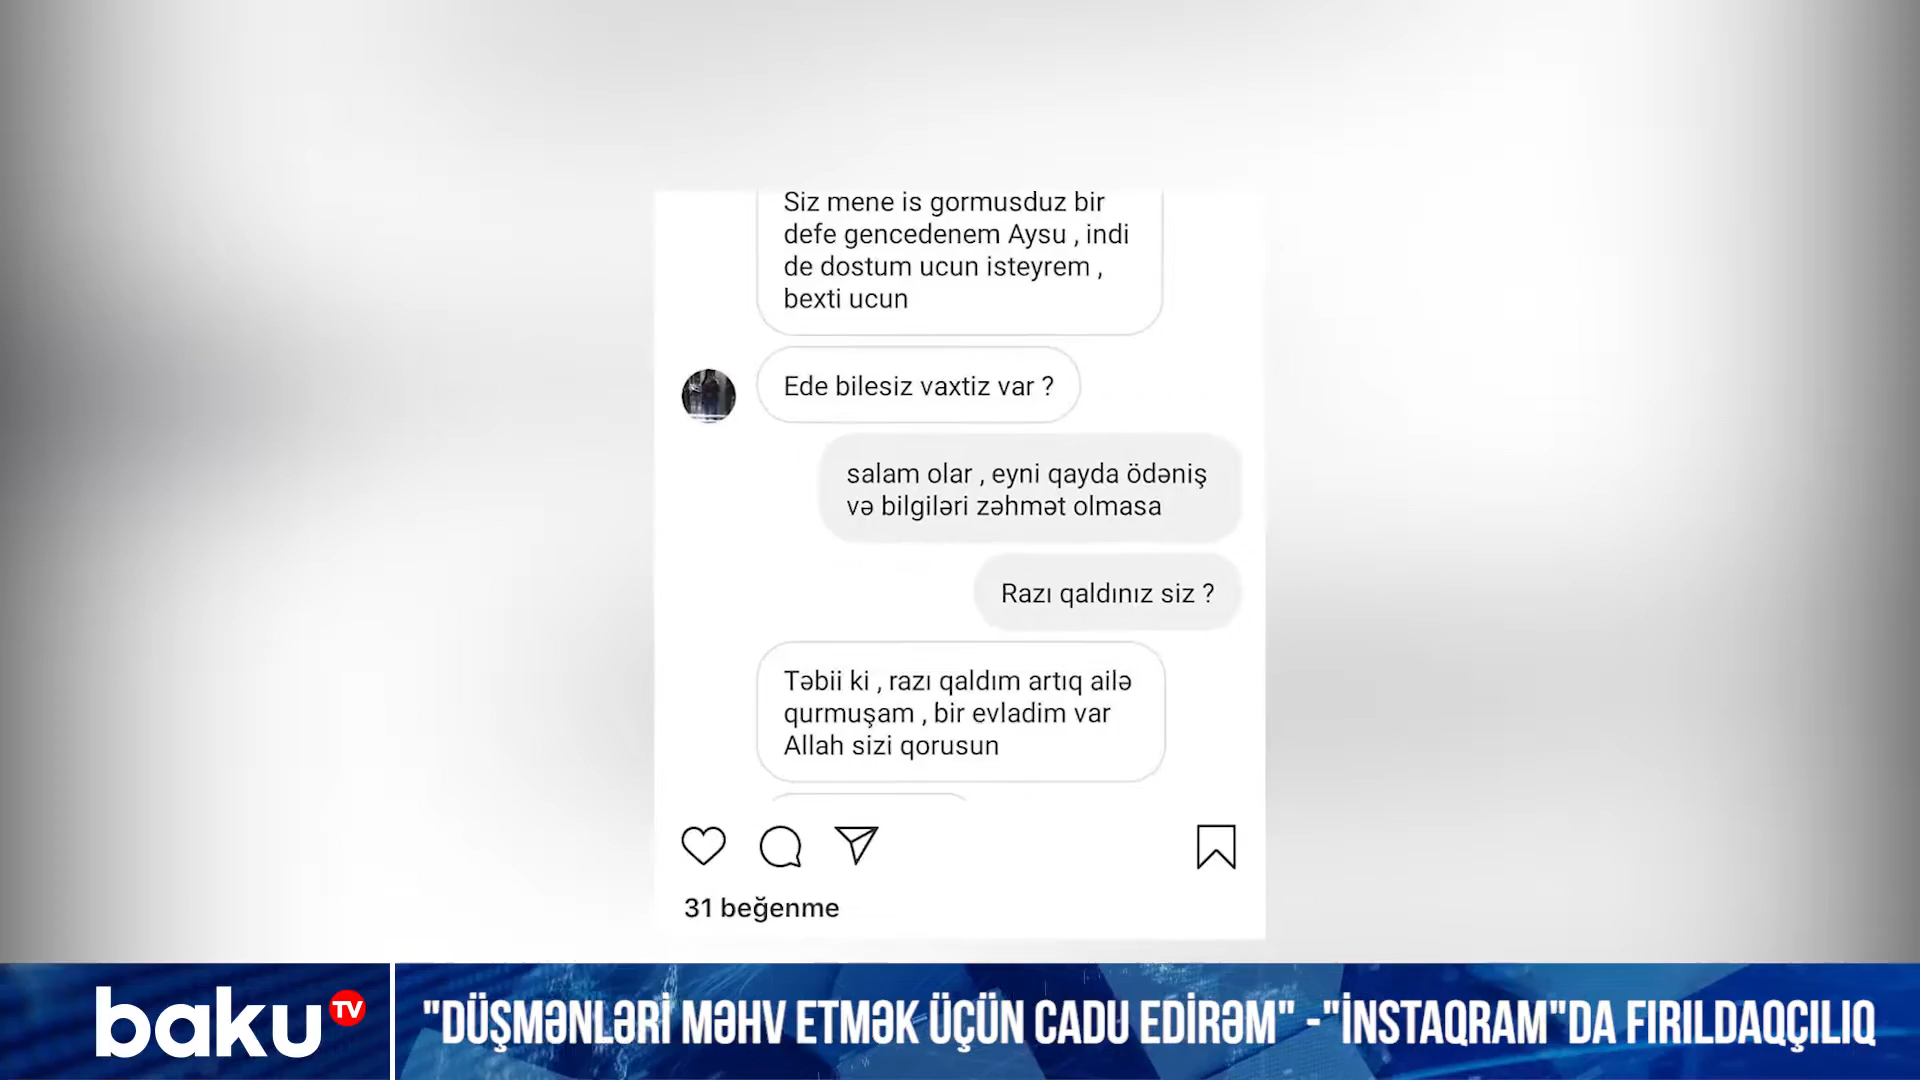 Siz mene is gormusduz bir
defe gencedenem Aysu , indi
de dostum ucun isteyrem ,
bexti ucun
Ede bilesiz vaxtiz var ?
salam olar , eyni qayda ödəniş
və bilgiləri zəhmət olmasa
Razı qaldınız siz ?
Təbii ki , razı qaldım artıq ailə
qurmuşam , bir evladim var
Allah sizi qorusun
31 beğenme
baku TV
"DÜŞMƏNLƏRİ MƏHV ETMƏK ÜÇÜN CADU EDİRƏM" -"İNSTAQRAM"DA FIRILDAQÇILIQ